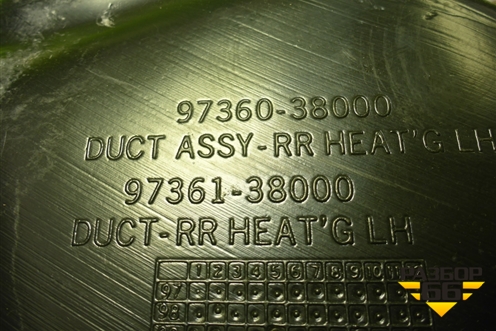 97360-38000
DUCT ASSY-RR HEAT'G LH
97361-38000
DUCT-RR HEAT'G LH
1 2 3 4 5 6 7 8 9 10 11 12
97
98
РАЗБОР
66